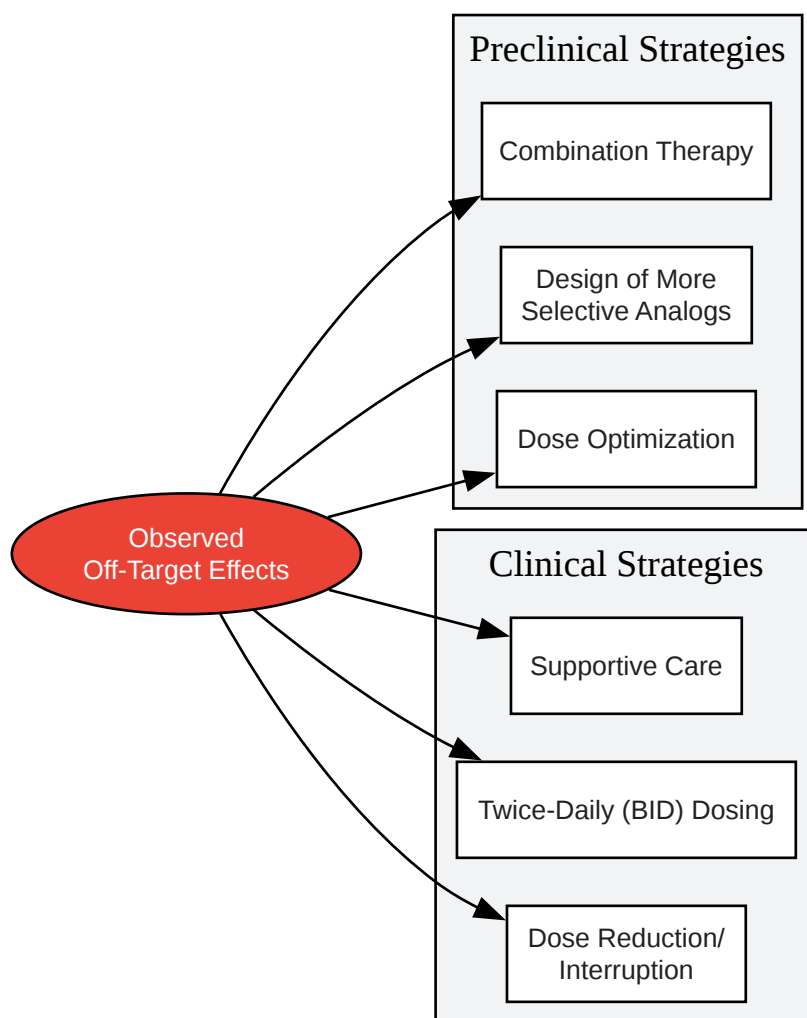 Preclinical Strategies
Combination Therapy
Design of More
Selective Analogs
Dose Optimization
Observed
Off-Target Effects
Clinical Strategies
Supportive Care
Twice-Daily (BID) Dosing
Dose Reduction/
Interruption